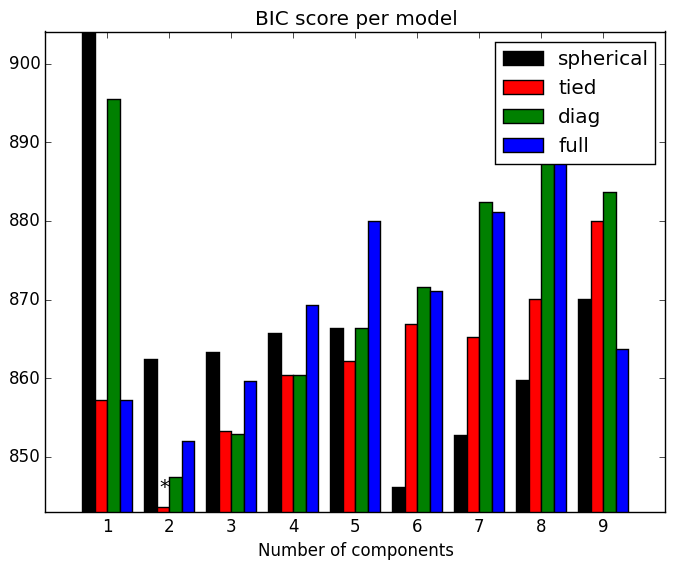 BIC score per model
900
890
880
870
860
850
spherical
tied
diag
full
*
1 2 3 4 5 6 7 8 9
Number of components